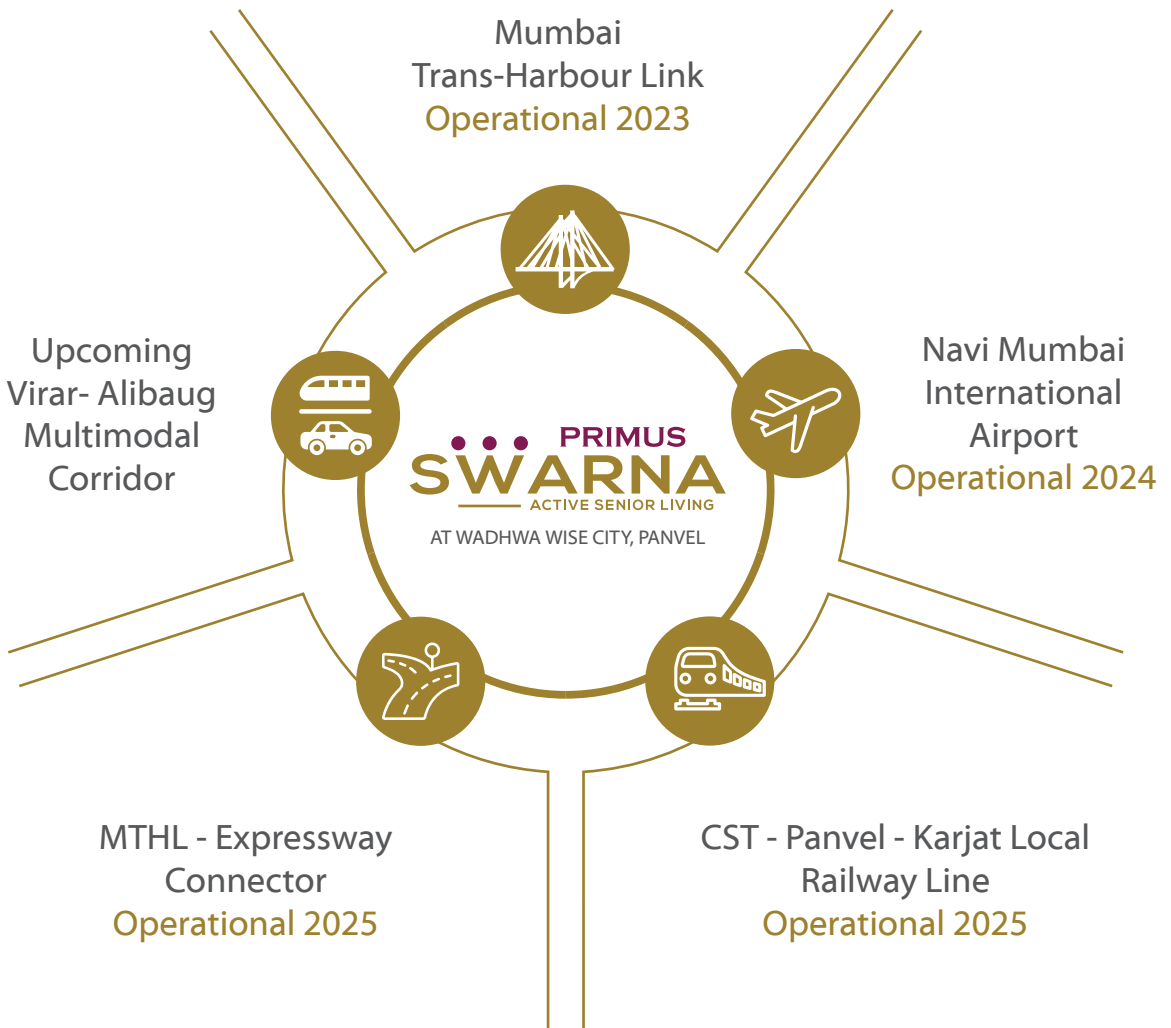 Mumbai
Trans-Harbour Link
Operational 2023
Upcoming
Virar- Alibaug
Multimodal
Corridor
Navi Mumbai
International
Airport
Operational 2024
PRIMUS
SWARNA
ACTIVE SENIOR LIVING
AT WADHWA WISE CITY, PANVEL
MTHL - Expressway
Connector
Operational 2025
CST - Panvel - Karjat Local
Railway Line
Operational 2025